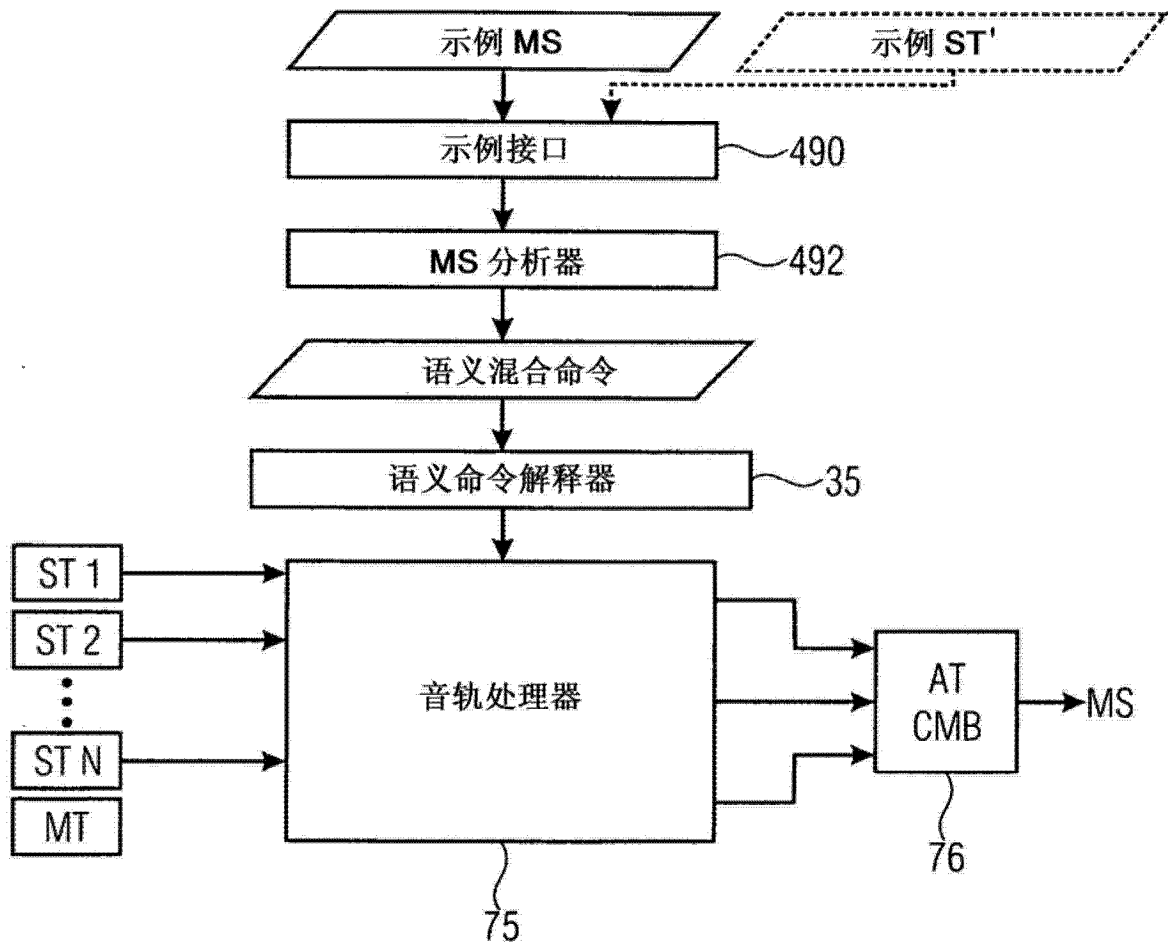 示例 MS
示例 ST'
示例接口
490
MS 分析器
492
语义混合命令
语义命令解释器
35
ST 1
ST 2
ST N
MT
音轨处理器
AT
CMB
MS
76
75